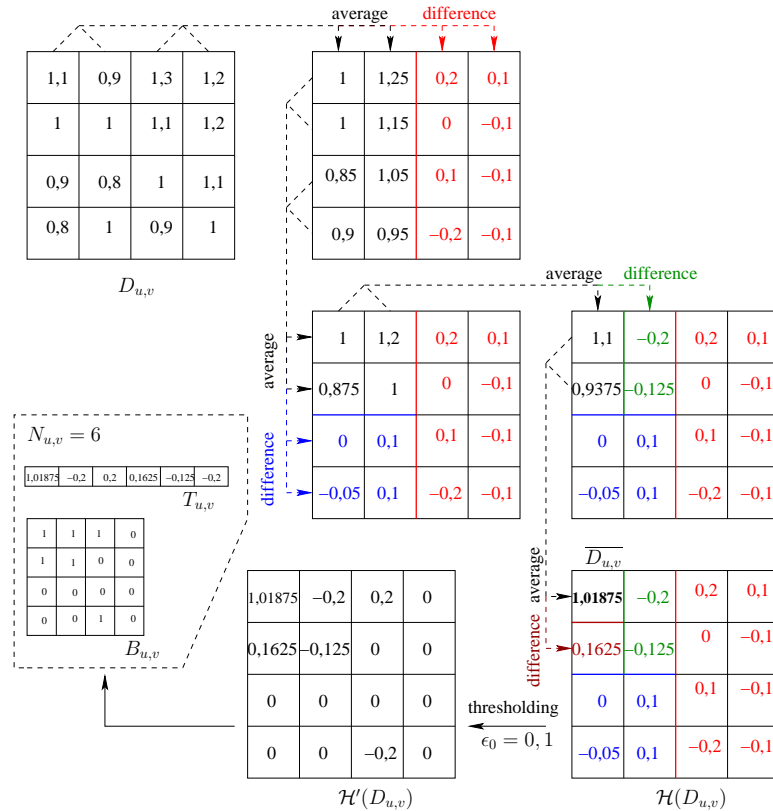 average difference
1,1 0,9 1,3 1,2
1 1 1,1 1,2
0,9 0,8 1 1,1
0,8 1 0,9 1
D_{u,v}
1 1,25 0,2 0,1
1 1,15 0 −0,1
0,85 1,05 0,1 −0,1
0,9 0,95 −0,2 −0,1
average difference
average
difference
1 1,2 0,2 0,1
0,875 1 0 −0,1
0 0,1 0,1 −0,1
−0,05 0,1 −0,2 −0,1
1,1 −0,2 0,2 0,1
0,9375 −0,125 0 −0,1
0 0,1 0,1 −0,1
−0,05 0,1 −0,2 −0,1
N_{u,v} = 6
1,01875 −0,2 0,2 0,1625 −0,125 −0,2
T_{u,v}
1 1 1 0
1 1 0 0
0 0 0 0
0 0 1 0
B_{u,v}
1,01875 −0,2 0,2 0
0,1625 −0,125 0 0
0 0 0 0
0 0 −0,2 0
ℋ′(D_{u,v})
thresholding
ϵ_0 = 0, 1
average
difference
\overline{D_{u,v}}
1,01875 −0,2 0,2 0,1
0,1625 −0,125 0 −0,1
0 0,1 0,1 −0,1
−0,05 0,1 −0,2 −0,1
ℋ(D_{u,v})